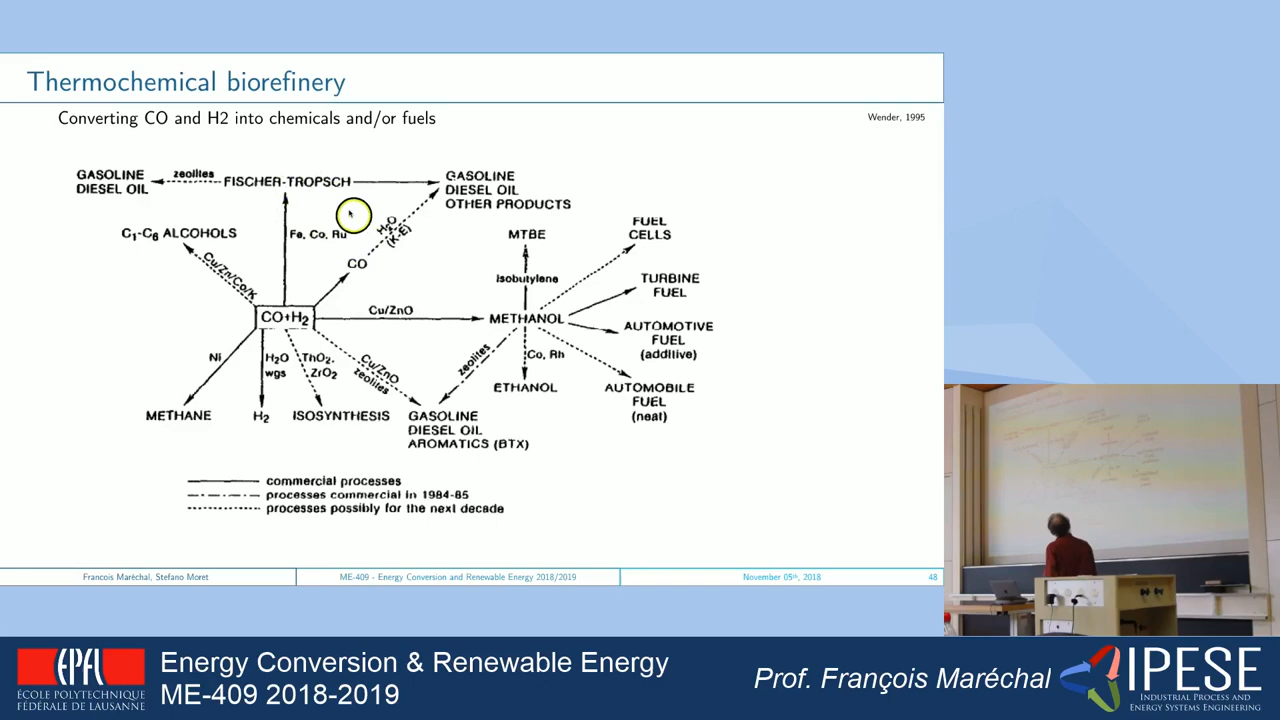 Thermochemical biorefinery
Converting CO and H2 into chemicals and/or fuels
Wender, 1995
GASOLINE
DIESEL OIL
zeolites
FISCHER-TROPSCH
GASOLINE
DIESEL OIL
OTHER PRODUCTS
C1-C6 ALCOHOLS
Fe, Co, Ru
H2O
(K-E)
MTBE
FUEL
CELLS
Cu/Zn/Co/K
CO
isobutylene
TURBINE
FUEL
CO+H2
Cu/ZnO
METHANOL
AUTOMOTIVE
FUEL
(additive)
Ni
H2O
wgs
ThO2,
ZrO2
Cu/ZnO
zeolites
zeolites
Co, Rh
METHANE
H2
ISOSYNTHESIS
GASOLINE
DIESEL OIL
AROMATICS (BTX)
ETHANOL
AUTOMOBILE
FUEL
(neat)
commercial processes
processes commercial in 1984-85
processes possibly for the next decade
Francois Maréchal, Stefano Moret
ME-409 - Energy Conversion and Renewable Energy 2018/2019
November 05th, 2018
48
EPFL
ÉCOLE POLYTECHNIQUE
FÉDÉRALE DE LAUSANNE
Energy Conversion & Renewable Energy
ME-409 2018-2019
Prof. François Maréchal
IPESE
INDUSTRIAL PROCESS AND
ENERGY SYSTEMS ENGINEERING